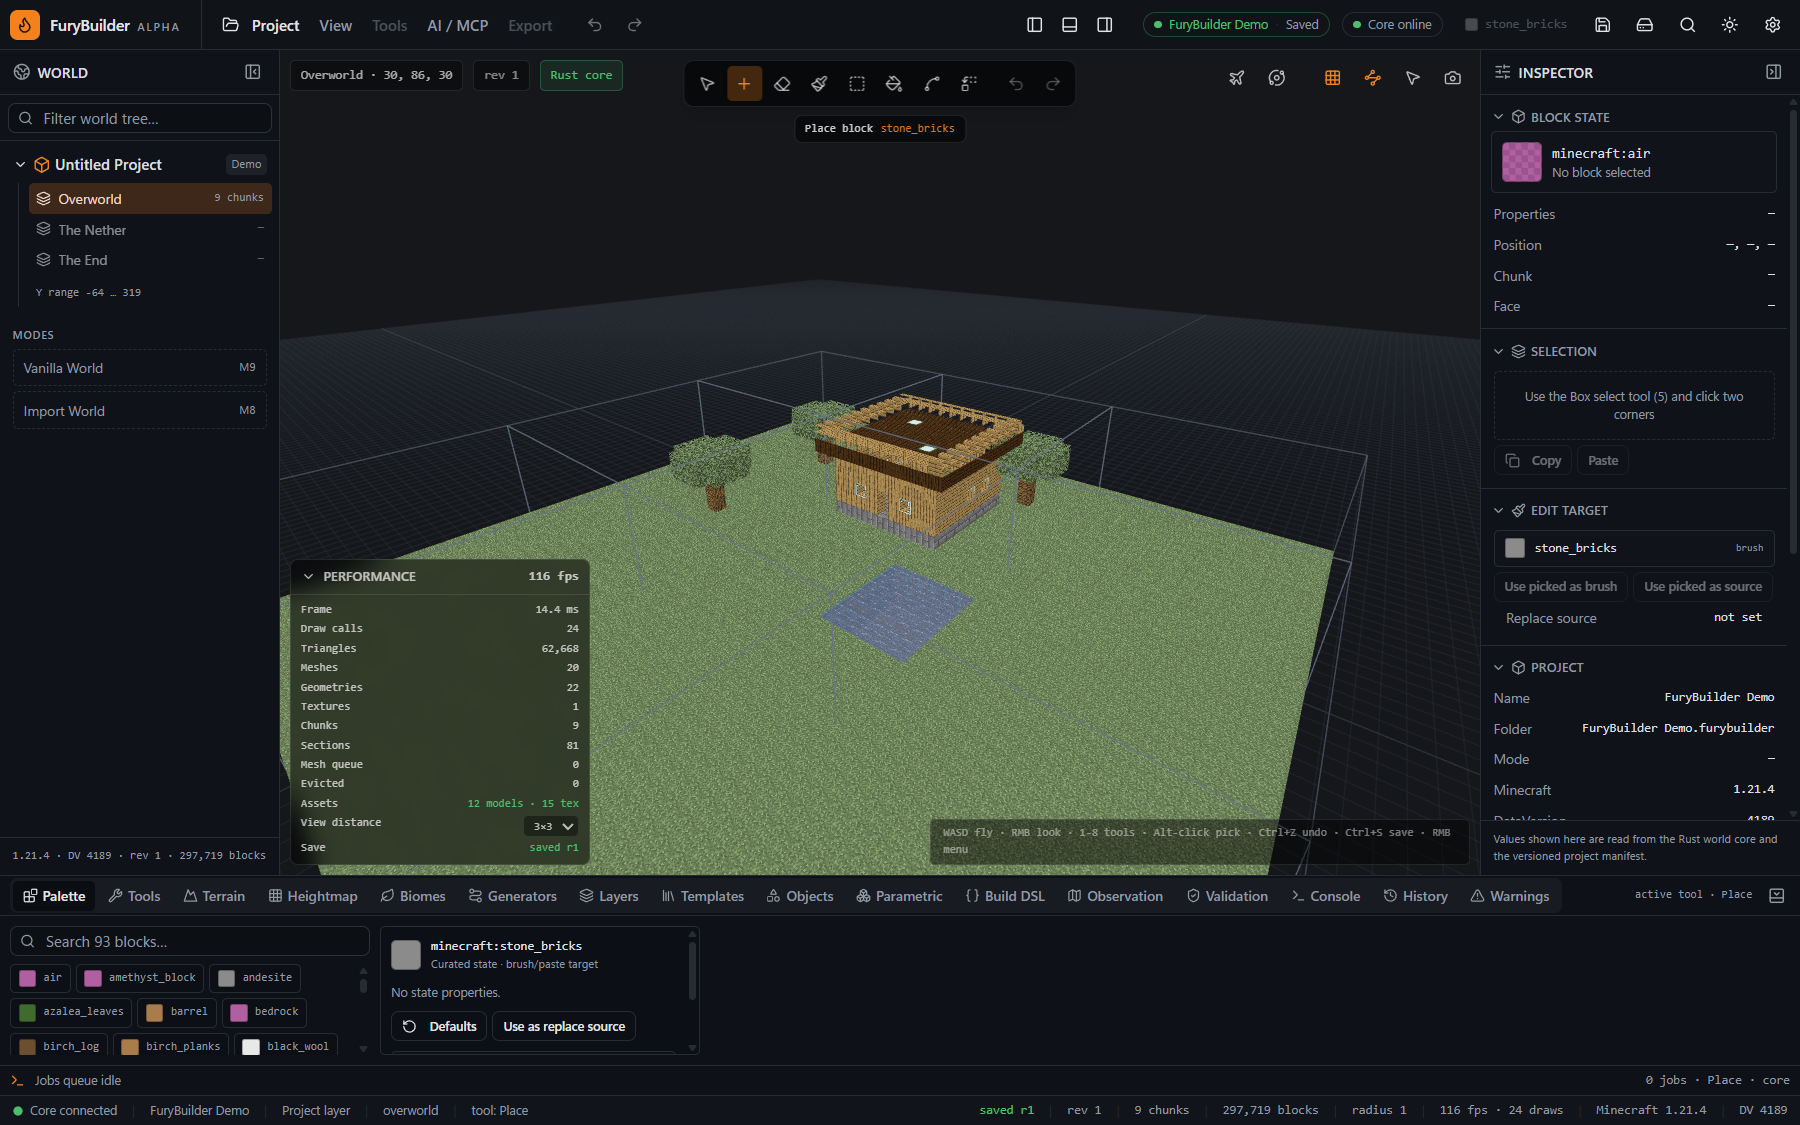 FuryBuilder ALPHA
Project View Tools AI / MCP Export
FuryBuilder Demo · Saved
Core online
stone_bricks
WORLD
Filter world tree...
Untitled Project Demo
Overworld 9 chunks
The Nether –
The End –
Y range -64 … 319
MODES
Vanilla World M9
Import World M8
1.21.4 · DV 4189 · rev 1 · 297,719 blocks
Overworld · 30, 86, 30
rev 1
Rust core
Place block stone_bricks
PERFORMANCE 116 fps
Frame 14.4 ms
Draw calls 24
Triangles 62,668
Meshes 20
Geometries 22
Textures 1
Chunks 9
Sections 81
Mesh queue 0
Evicted 0
Assets 12 models · 15 tex
View distance 3×3
Save saved r1
WASD fly · RMB look · 1-8 tools · Alt-click pick · Ctrl+Z undo · Ctrl+S save · RMB
menu
INSPECTOR
BLOCK STATE
minecraft:air
No block selected
Properties –
Position –, –, –
Chunk –
Face –
SELECTION
Use the Box select tool (5) and click two
corners
Copy Paste
EDIT TARGET
stone_bricks brush
Use picked as brush Use picked as source
Replace source not set
PROJECT
Name FuryBuilder Demo
Folder FuryBuilder Demo.furybuilder
Mode –
Minecraft 1.21.4
DataVersion 4189
Values shown here are read from the Rust world core and
the versioned project manifest.
Palette Tools Terrain Heightmap Biomes Generators Layers Templates Objects Parametric Build DSL Observation Validation Console History Warnings
active tool · Place
Search 93 blocks...
air amethyst_block andesite
azalea_leaves barrel bedrock
birch_log birch_planks black_wool
minecraft:stone_bricks
Curated state · brush/paste target
No state properties.
Defaults Use as replace source
Jobs queue idle
0 jobs · Place · core
Core connected FuryBuilder Demo Project layer overworld tool: Place
saved r1 rev 1 9 chunks 297,719 blocks radius 1 116 fps · 24 draws Minecraft 1.21.4 DV 4189